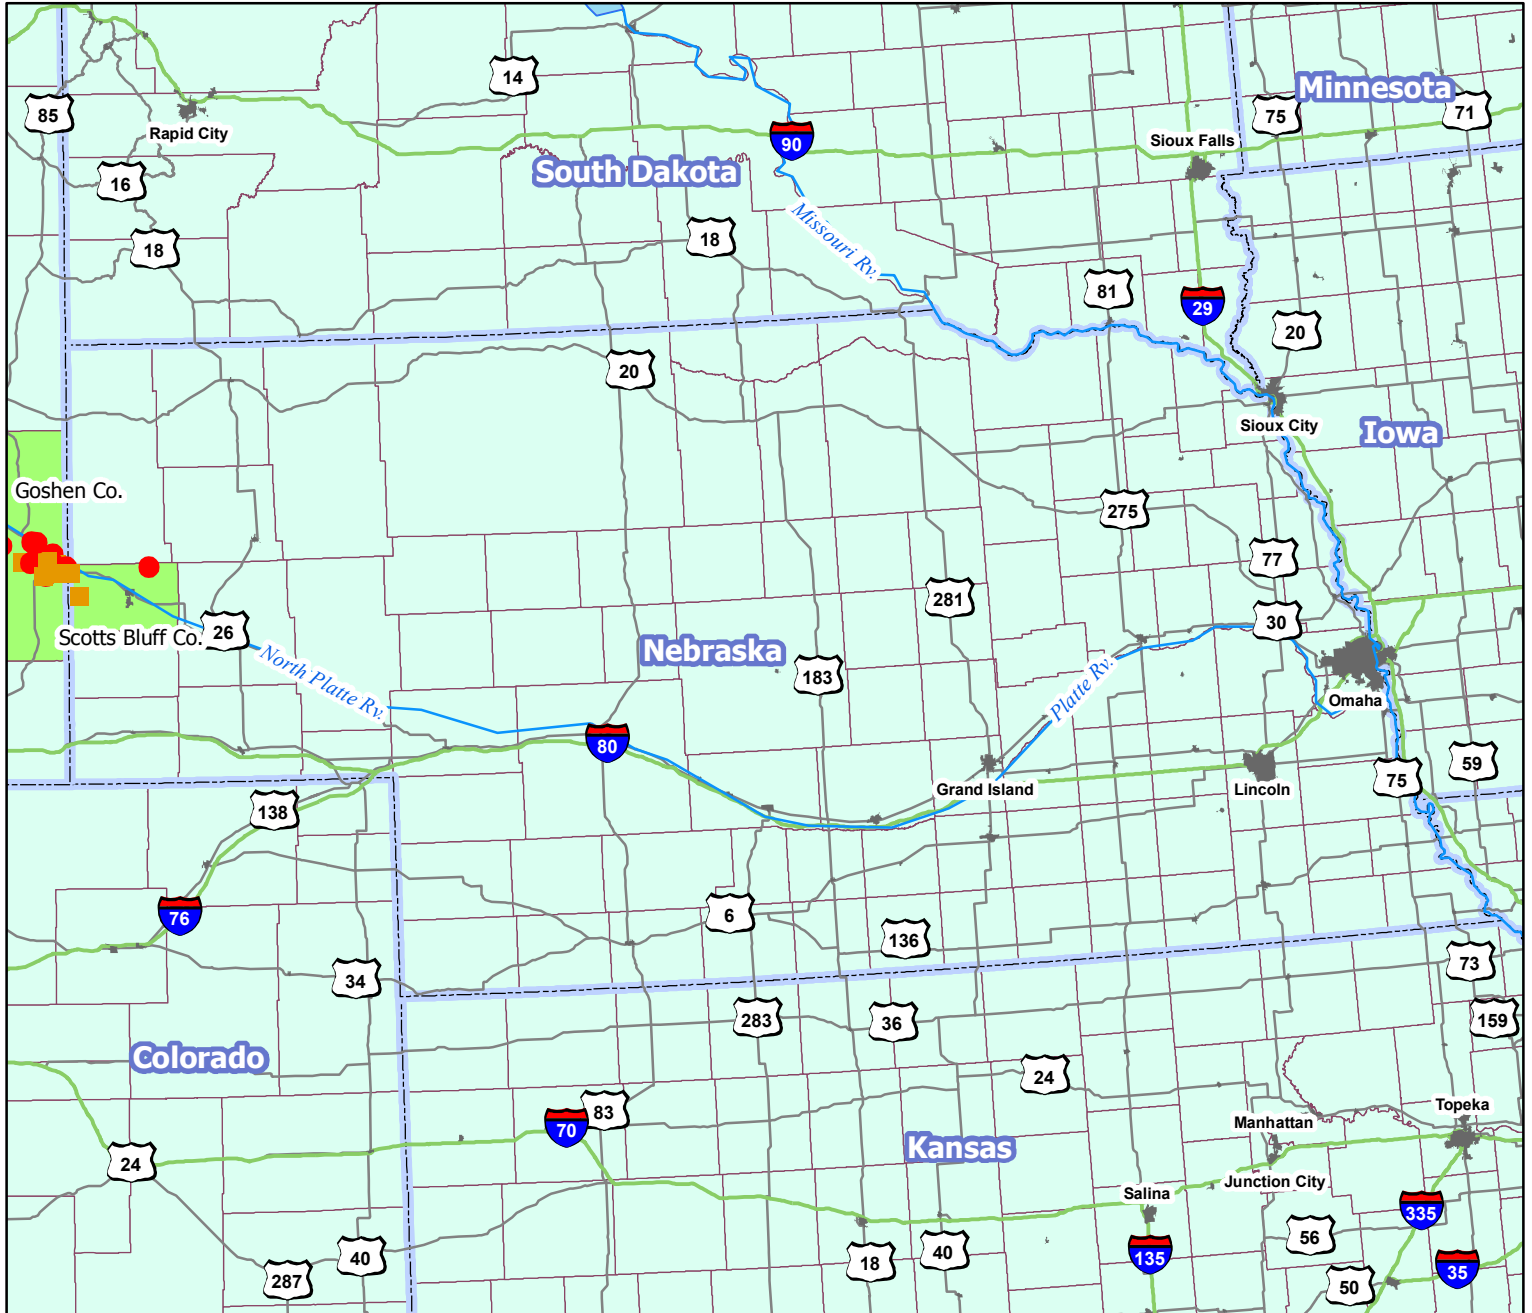 14
85
Rapid City
16
18
South Dakota
90
Missouri Rv.
18
Sioux Falls
Minnesota
75
71
81
29
20
20
Sioux City
Iowa
Goshen Co.
275
77
281
30
Scotts Bluff Co.
26
North Platte Rv.
Nebraska
183
Platte Rv.
Omaha
80
Grand Island
Lincoln
75
59
138
76
6
136
34
73
283
36
159
Colorado
24
83
70
Kansas
Manhattan
Topeka
24
Junction City
Salina
335
56
40
287
18
40
135
50
35